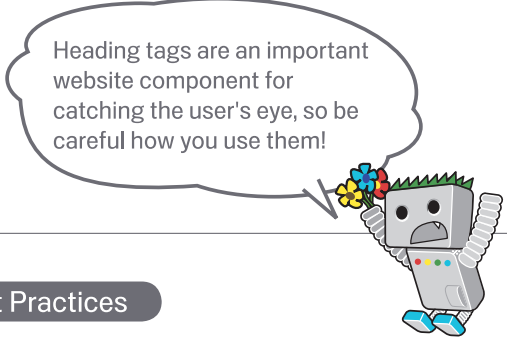 Heading tags are an important
website component for
catching the user's eye, so be
careful how you use them!
Practices